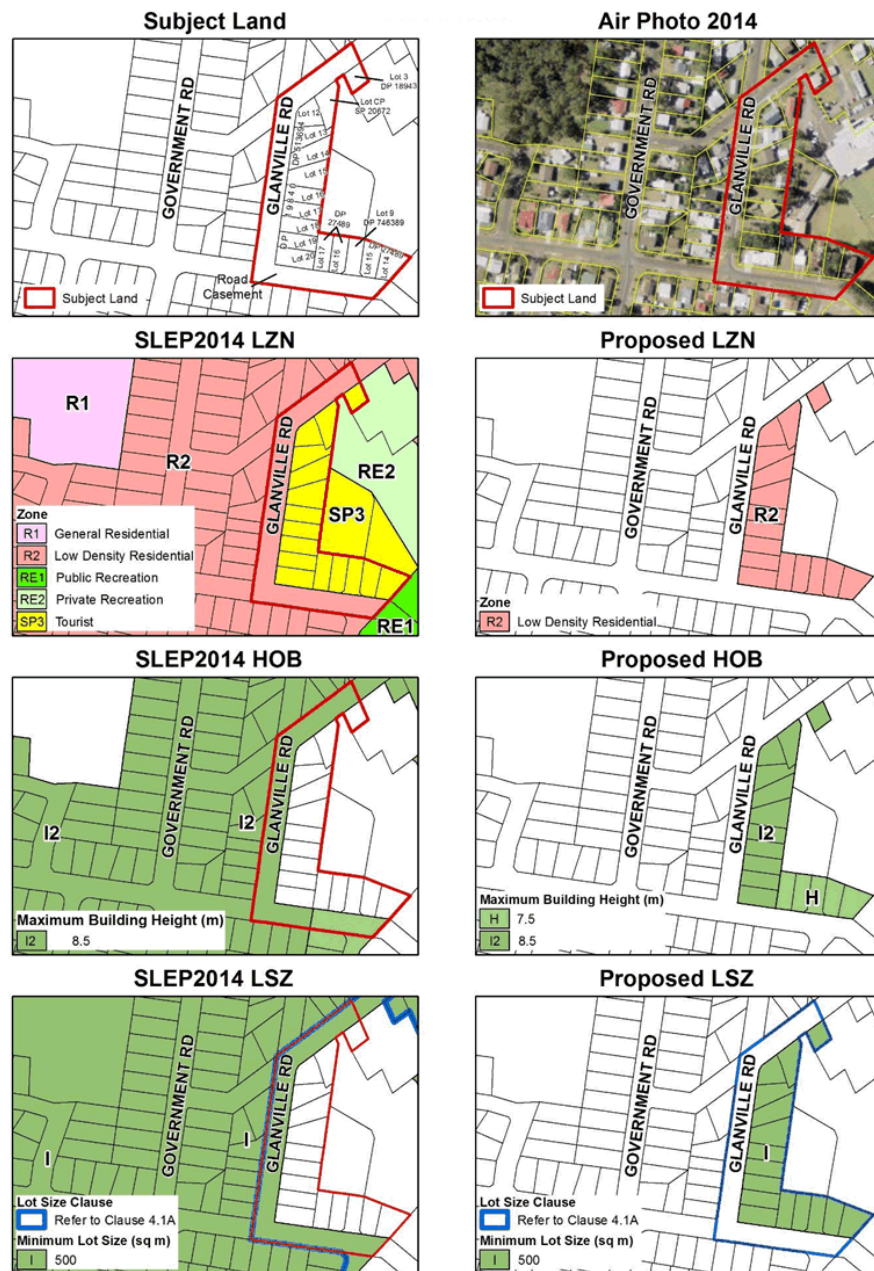 Subject Land
GOVERNMENT RD
GLANVILLE RD
Lot 3
DP 18943
Lot CP
SP 20672
Lot 12
Lot 13
DP 513694
Lot 14
Lot 15
Lot 16
DP 19840
Lot 17
Lot 18
Lot 19
Lot 20
DP
27489
Lot 9
DP 746389
DP 27489
Lot 17
Lot 16
Lot 15
Lot 14
Road
Casement
Subject Land
Air Photo 2014
GOVERNMENT RD
GLANVILLE RD
Subject Land
SLEP2014 LZN
R1
R2
GOVERNMENT RD
GLANVILLE RD
RE2
SP3
RE1
Zone
R1 General Residential
R2 Low Density Residential
RE1 Public Recreation
RE2 Private Recreation
SP3 Tourist
Proposed LZN
GOVERNMENT RD
GLANVILLE RD
R2
Zone
R2 Low Density Residential
SLEP2014 HOB
GOVERNMENT RD
GLANVILLE RD
I2
I2
Maximum Building Height (m)
I2 8.5
Proposed HOB
GOVERNMENT RD
GLANVILLE RD
I2
H
Maximum Building Height (m)
H 7.5
I2 8.5
SLEP2014 LSZ
GOVERNMENT RD
GLANVILLE RD
I
I
Lot Size Clause
Refer to Clause 4.1A
Minimum Lot Size (sq m)
I 500
Proposed LSZ
GOVERNMENT RD
GLANVILLE RD
I
Lot Size Clause
Refer to Clause 4.1A
Minimum Lot Size (sq m)
I 500